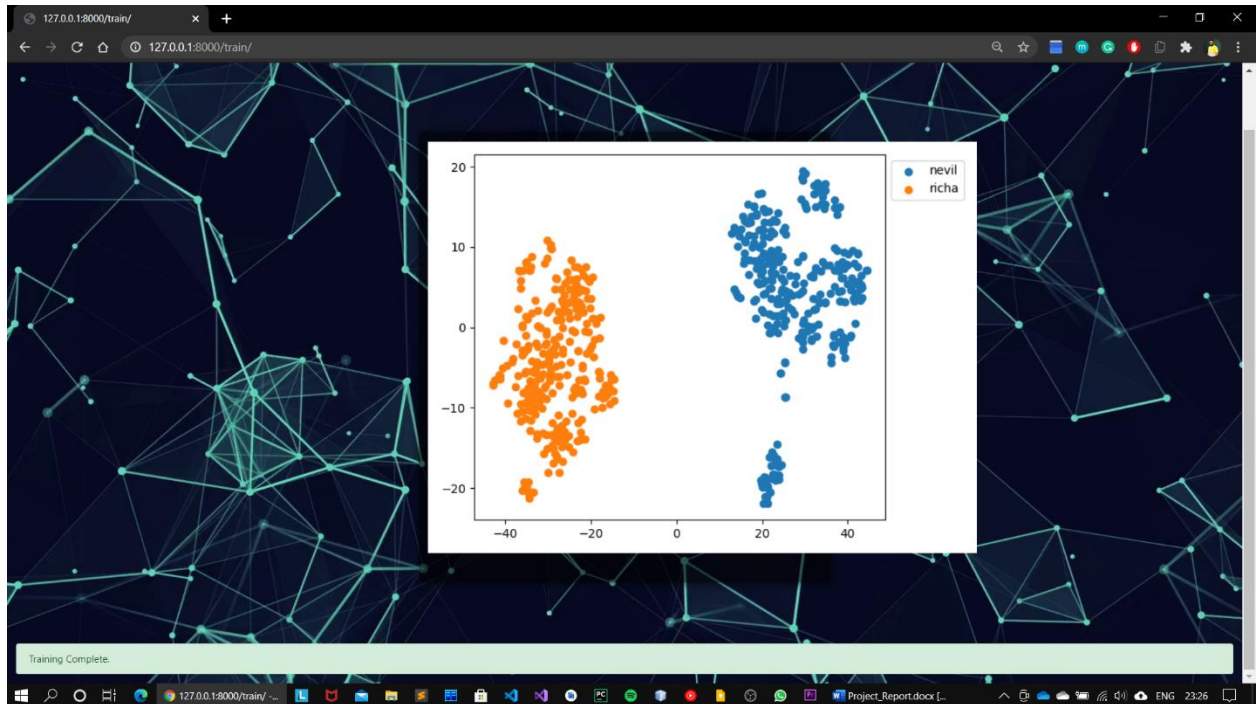 127.0.0.1:8000/train/
127.0.0.1:8000/train/
nevil
richa
20
10
0
−10
−20
−40
−20
0
20
40
Training Complete.
127.0.0.1:8000/train/ -...
Project_Report.docx [...
ENG
23:26